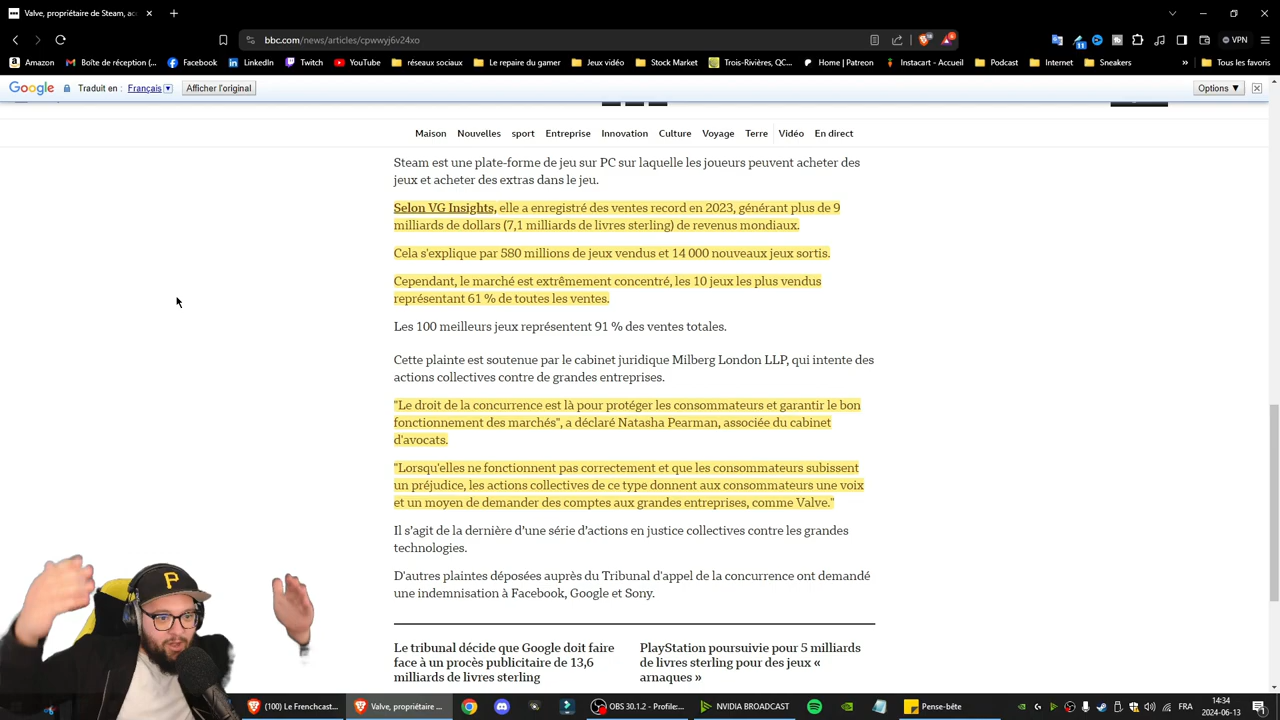 Valve, propriétaire de Steam, acc
bbc.com/news/articles/cpwwyj6v24xo
VPN
Amazon
Boîte de réception (...
Facebook
LinkedIn
Twitch
YouTube
réseaux sociaux
Le repaire du gamer
Jeux vidéo
Stock Market
Trois-Rivières, QC...
Home | Patreon
Instacart - Accueil
Podcast
Internet
Sneakers
»
Tous les favoris
Google
Traduit en :
Français
Afficher l'original
Options ▼
Maison
Nouvelles
sport
Entreprise
Innovation
Culture
Voyage
Terre
Vidéo
En direct
Steam est une plate-forme de jeu sur PC sur laquelle les joueurs peuvent acheter des
jeux et acheter des extras dans le jeu.
Selon VG Insights, elle a enregistré des ventes record en 2023, générant plus de 9
milliards de dollars (7,1 milliards de livres sterling) de revenus mondiaux.
Cela s'explique par 580 millions de jeux vendus et 14 000 nouveaux jeux sortis.
Cependant, le marché est extrêmement concentré, les 10 jeux les plus vendus
représentant 61 % de toutes les ventes.
Les 100 meilleurs jeux représentent 91 % des ventes totales.
Cette plainte est soutenue par le cabinet juridique Milberg London LLP, qui intente des
actions collectives contre de grandes entreprises.
"Le droit de la concurrence est là pour protéger les consommateurs et garantir le bon
fonctionnement des marchés", a déclaré Natasha Pearman, associée du cabinet
d'avocats.
"Lorsqu'elles ne fonctionnent pas correctement et que les consommateurs subissent
un préjudice, les actions collectives de ce type donnent aux consommateurs une voix
et un moyen de demander des comptes aux grandes entreprises, comme Valve."
Il s’agit de la dernière d’une série d’actions en justice collectives contre les grandes
technologies.
D'autres plaintes déposées auprès du Tribunal d'appel de la concurrence ont demandé
une indemnisation à Facebook, Google et Sony.
Le tribunal décide que Google doit faire
face à un procès publicitaire de 13,6
milliards de livres sterling
PlayStation poursuivie pour 5 milliards
de livres sterling pour des jeux «
arnaques »
P
(100) Le Frenchcast...
Valve, propriétaire ...
OBS 30.1.2 - Profile:...
NVIDIA BROADCAST
Pense-bête
FRA
14:34
2024-06-13